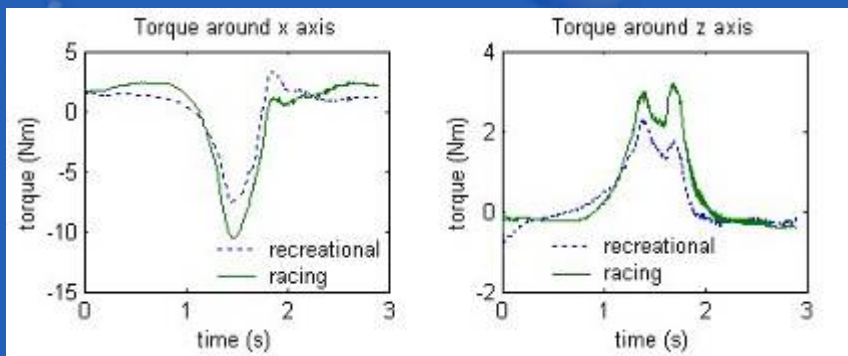 Torque around x axis
5
0
-5
-10
-15
torque (Nm)
recreational
racing
0
1
2
3
time (s)
Torque around z axis
4
2
0
-2
torque (Nm)
recreational
racing
0
1
2
3
time (s)